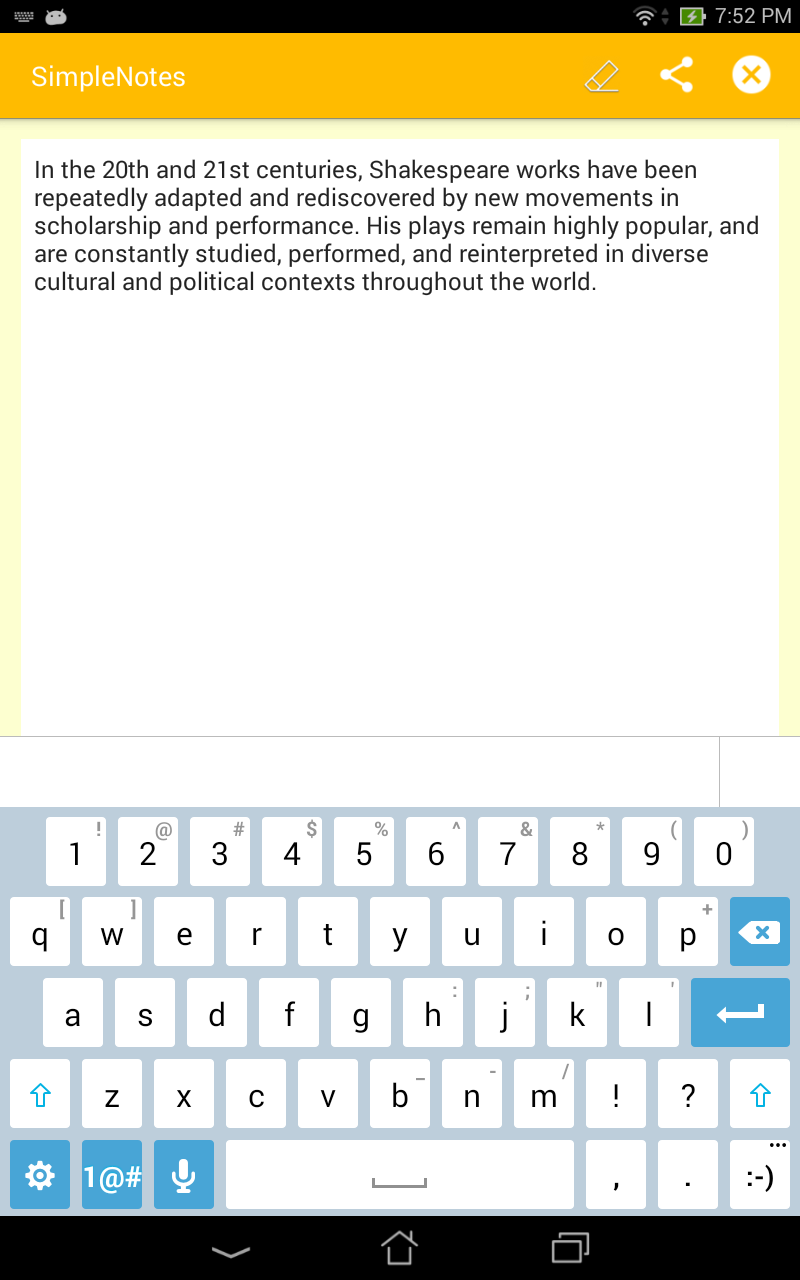 7:52 PM
SimpleNotes
In the 20th and 21st centuries, Shakespeare works have been
repeatedly adapted and rediscovered by new movements in
scholarship and performance. His plays remain highly popular, and
are constantly studied, performed, and reinterpreted in diverse
cultural and political contexts throughout the world.
! @ # $ % ^ & * ( )
1 2 3 4 5 6 7 8 9 0
[ ] +
q w e r t y u i o p
: ; " '
a s d f g h j k l
_ - /
z x c v b n m ! ?
1@# , . :-) •••